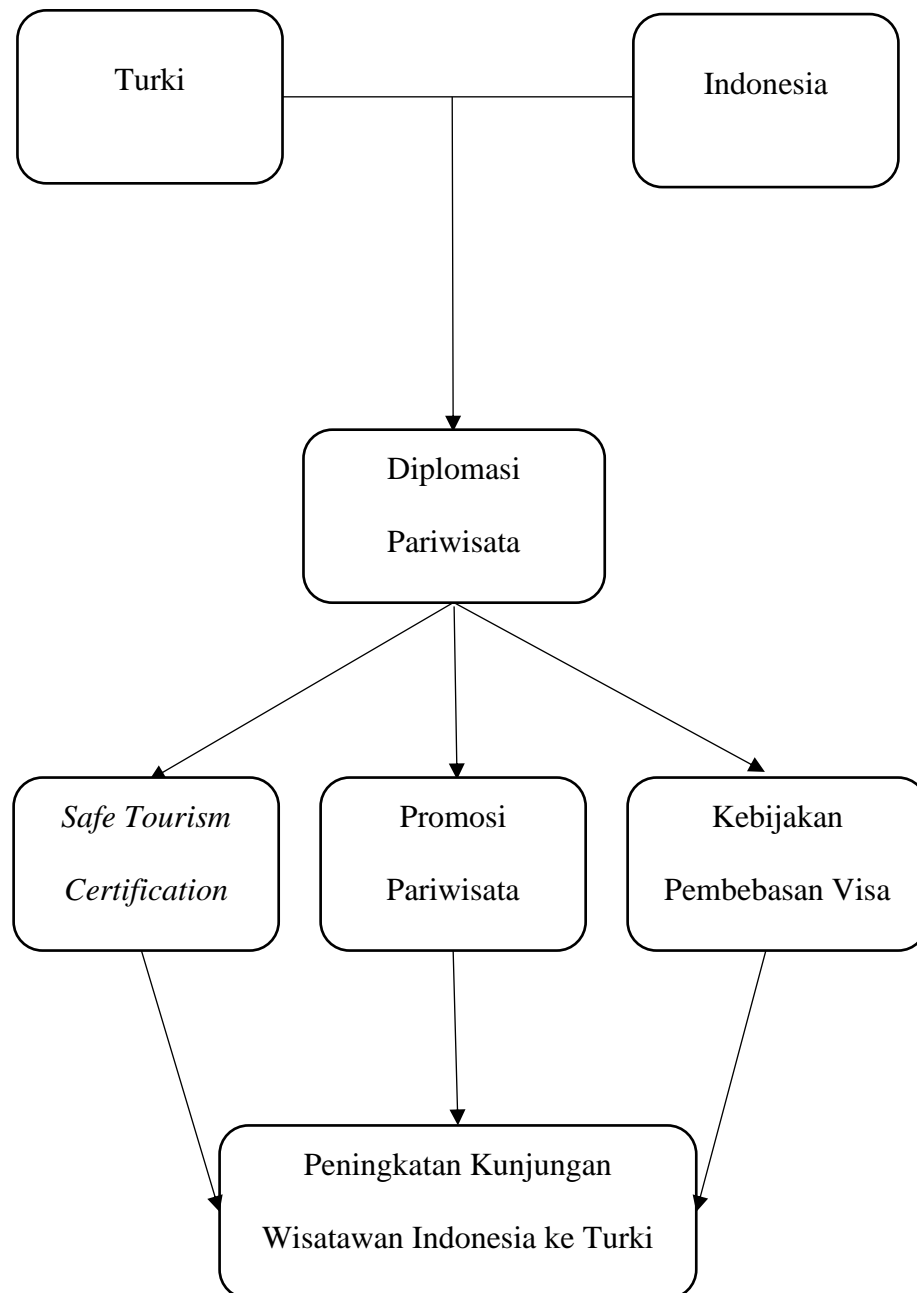 Turki
Indonesia
Diplomasi
Pariwisata
Safe Tourism
Certification
Promosi
Pariwisata
Kebijakan
Pembebasan Visa
Peningkatan Kunjungan
Wisatawan Indonesia ke Turki